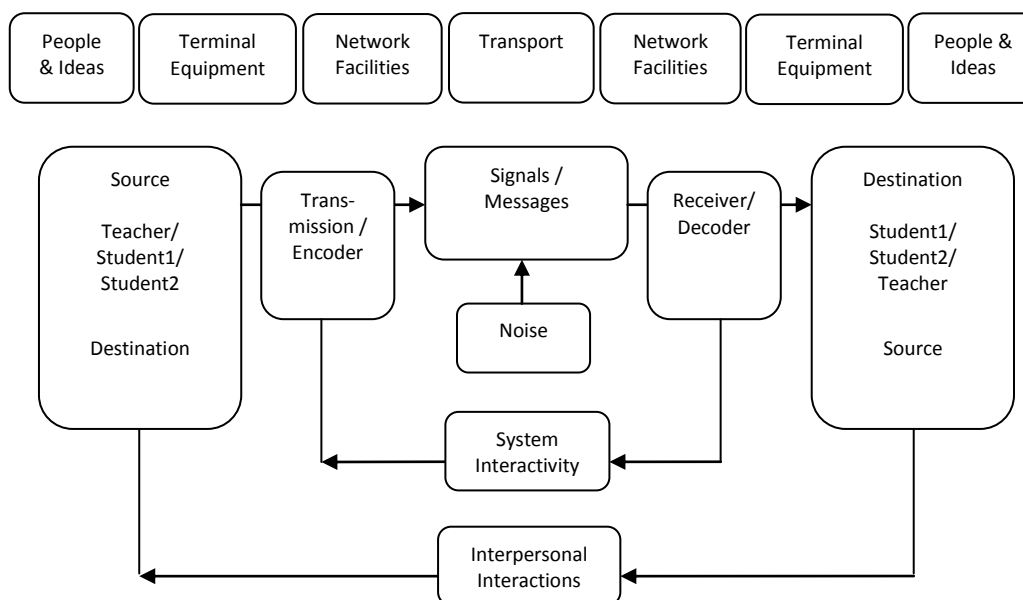 People
& Ideas
Terminal
Equipment
Network
Facilities
Transport
Network
Facilities
Terminal
Equipment
People &
Ideas
Source
Teacher/
Student1/
Student2
Destination
Trans-
mission /
Encoder
Signals /
Messages
Noise
Receiver/
Decoder
Destination
Student1/
Student2/
Teacher
Source
System
Interactivity
Interpersonal
Interactions